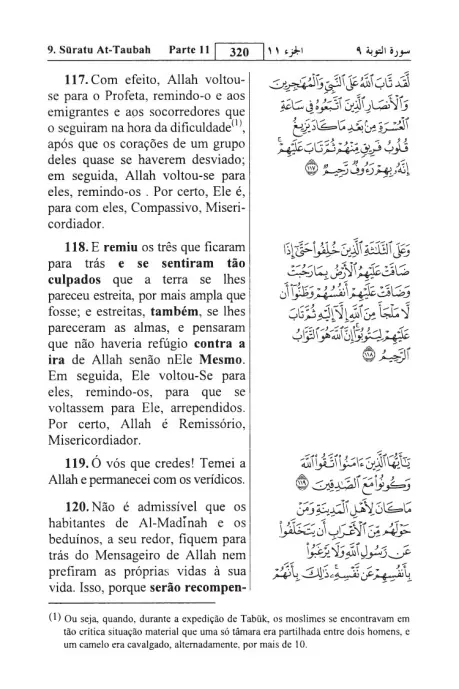 9. Sūratu At-Taubah Parte 11 320 الجزء ١١ سورة التوبة ٩
117. Com efeito, Allah voltou-
se para o Profeta, remindo-o e aos
emigrantes e aos socorredores que
o seguiram na hora da dificuldade(1),
após que os corações de um grupo
deles quase se haverem desviado;
em seguida, Allah voltou-se para
eles, remindo-os . Por certo, Ele é,
para com eles, Compassivo, Miseri-
cordiador.
118. E remiu os três que ficaram
para trás e se sentiram tão
culpados que a terra se lhes
pareceu estreita, por mais ampla que
fosse; e estreitas, também, se lhes
pareceram as almas, e pensaram
que não haveria refúgio contra a
ira de Allah senão nEle Mesmo.
Em seguida, Ele voltou-Se para
eles, remindo-os, para que se
voltassem para Ele, arrependidos.
Por certo, Allah é Remissório,
Misericordiador.
119. Ó vós que credes! Temei a
Allah e permanecei com os verídicos.
120. Não é admissível que os
habitantes de Al-Madīnah e os
beduínos, a seu redor, fiquem para
trás do Mensageiro de Allah nem
prefiram as próprias vidas à sua
vida. Isso, porque serão recompen-
لَّقَد تَّابَ ٱللَّهُ عَلَى ٱلنَّبِيِّ وَٱلْمُهَٰجِرِينَ
وَٱلْأَنصَارِ ٱلَّذِينَ ٱتَّبَعُوهُ فِي سَاعَةِ
ٱلْعُسْرَةِ مِنۢ بَعْدِ مَا كَادَ يَزِيغُ
قُلُوبُ فَرِيقٍ مِّنْهُمْ ثُمَّ تَابَ عَلَيْهِمْ
إِنَّهُۥ بِهِمْ رَءُوفٌ رَّحِيمٌ ١١٧
وَعَلَى ٱلثَّلَٰثَةِ ٱلَّذِينَ خُلِّفُوا۟ حَتَّىٰٓ إِذَا
ضَاقَتْ عَلَيْهِمُ ٱلْأَرْضُ بِمَا رَحُبَتْ
وَضَاقَتْ عَلَيْهِمْ أَنفُسُهُمْ وَظَنُّوٓا۟ أَن
لَّا مَلْجَأَ مِنَ ٱللَّهِ إِلَّآ إِلَيْهِ ثُمَّ تَابَ
عَلَيْهِمْ لِيَتُوبُوٓا۟ إِنَّ ٱللَّهَ هُوَ ٱلتَّوَّابُ
ٱلرَّحِيمُ ١١٨
يَٰٓأَيُّهَا ٱلَّذِينَ ءَامَنُوا۟ ٱتَّقُوا۟ ٱللَّهَ
وَكُونُوا۟ مَعَ ٱلصَّٰدِقِينَ ١١٩
مَا كَانَ لِأَهْلِ ٱلْمَدِينَةِ وَمَنْ
حَوْلَهُم مِّنَ ٱلْأَعْرَابِ أَن يَتَخَلَّفُوا۟
عَن رَّسُولِ ٱللَّهِ وَلَا يَرْغَبُوا۟
بِأَنفُسِهِمْ عَن نَّفْسِهِۦ ذَٰلِكَ بِأَنَّهُمْ
(1) Ou seja, quando, durante a expedição de Tabūk, os moslimes se encontravam em
tão crítica situação material que uma só tâmara era partilhada entre dois homens, e
um camelo era cavalgado, alternadamente, por mais de 10.